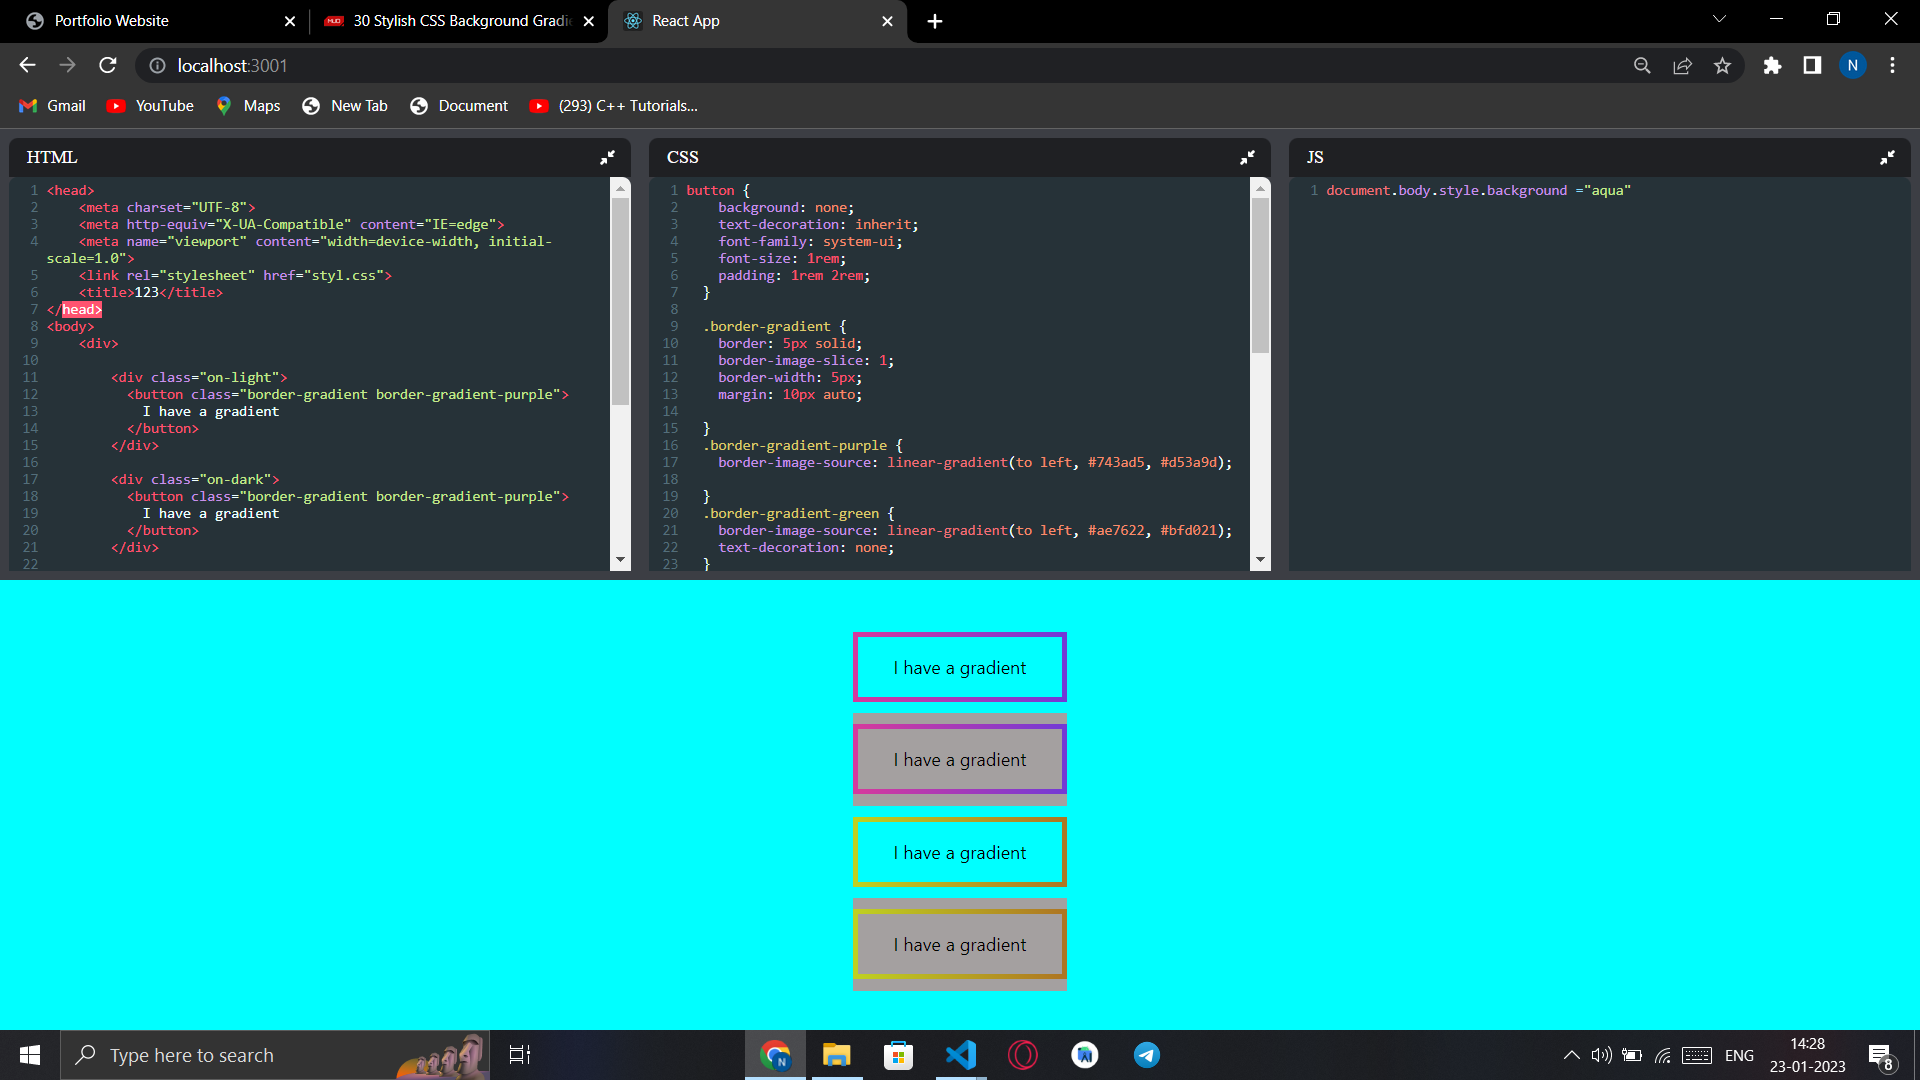 Portfolio Website
30 Stylish CSS Background Gradie
React App
localhost:3001
N
Gmail
YouTube
Maps
New Tab
Document
(293) C++ Tutorials...
HTML
1 <head>
2 <meta charset="UTF-8">
3 <meta http-equiv="X-UA-Compatible" content="IE=edge">
4 <meta name="viewport" content="width=device-width, initial-
scale=1.0">
5 <link rel="stylesheet" href="styl.css">
6 <title>123</title>
7 </head>
8 <body>
9 <div>
10
11 <div class="on-light">
12 <button class="border-gradient border-gradient-purple">
13 I have a gradient
14 </button>
15 </div>
16
17 <div class="on-dark">
18 <button class="border-gradient border-gradient-purple">
19 I have a gradient
20 </button>
21 </div>
22
CSS
1 button {
2 background: none;
3 text-decoration: inherit;
4 font-family: system-ui;
5 font-size: 1rem;
6 padding: 1rem 2rem;
7 }
8
9 .border-gradient {
10 border: 5px solid;
11 border-image-slice: 1;
12 border-width: 5px;
13 margin: 10px auto;
14
15 }
16 .border-gradient-purple {
17 border-image-source: linear-gradient(to left, #743ad5, #d53a9d);
18
19 }
20 .border-gradient-green {
21 border-image-source: linear-gradient(to left, #ae7622, #bfd021);
22 text-decoration: none;
23 }
JS
1 document.body.style.background ="aqua"
I have a gradient
I have a gradient
I have a gradient
I have a gradient
Type here to search
N
ENG
14:28
23-01-2023
8